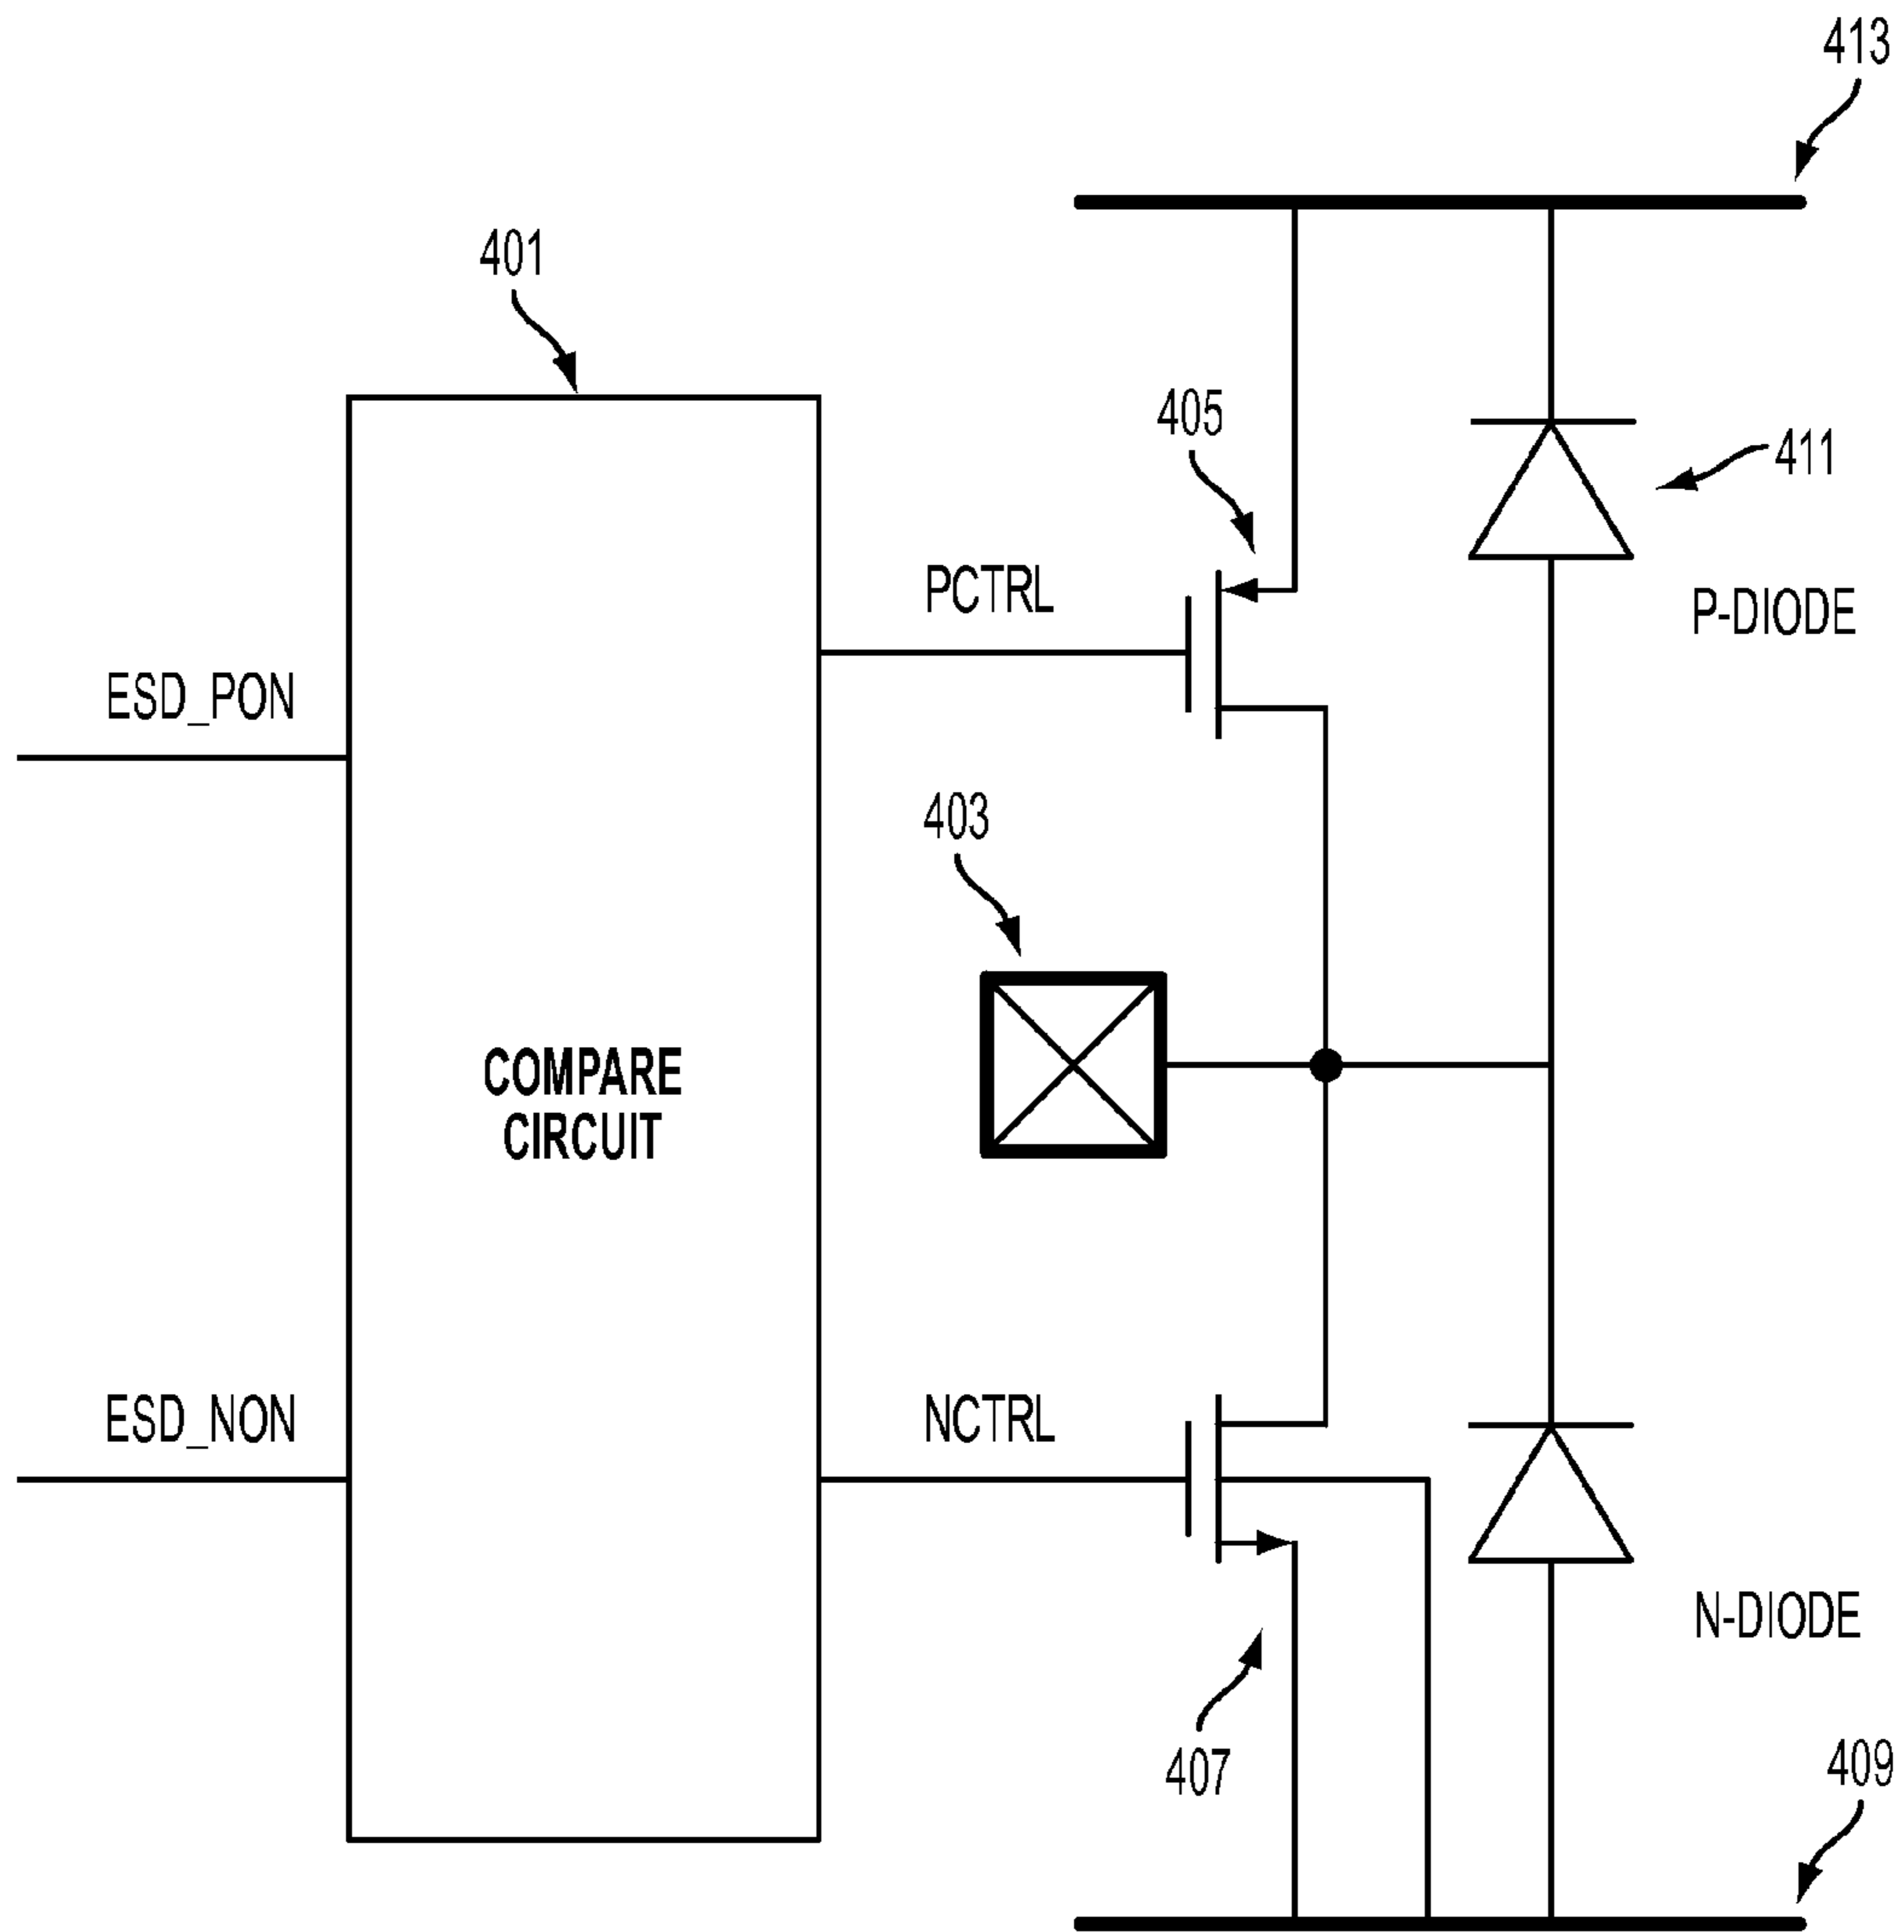 413
401
405
411
PCTRL
P-DIODE
ESD_PON
403
COMPARE
CIRCUIT
ESD_NON
NCTRL
N-DIODE
407
409